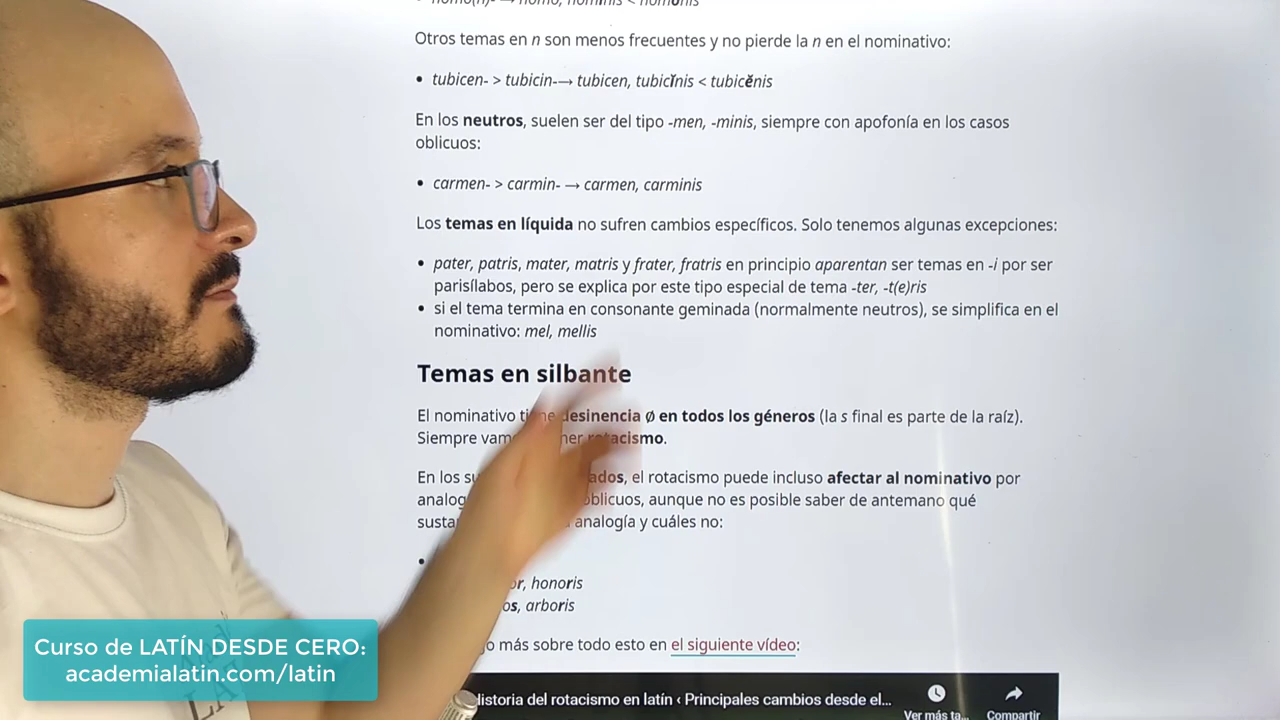 Otros temas en n son menos frecuentes y no pierde la n en el nominativo:
• tubicen- > tubicin-→ tubicen, tubicĭnis < tubicĕnis
En los neutros, suelen ser del tipo -men, -minis, siempre con apofonía en los casos
oblicuos:
• carmen- > carmin- → carmen, carminis
Los temas en líquida no sufren cambios específicos. Solo tenemos algunas excepciones:
• pater, patris, mater, matris y frater, fratris en principio aparentan ser temas en -i por ser
parisílabos, pero se explica por este tipo especial de tema -ter, -t(e)ris
• si el tema termina en consonante geminada (normalmente neutros), se simplifica en el
nominativo: mel, mellis
Temas en silbante
El nominativo tiene desinencia ø en todos los géneros (la s final es parte de la raíz).
Siempre rotacismo.
En los el rotacismo puede incluso afectar al nominativo por
oblicuos, aunque no es posible saber de antemano qué
analogía y cuáles no:
honoris
arboris
más sobre todo esto en el siguiente vídeo:
Historia del rotacismo en latín ‹ Principales cambios desde el...
Ver más ta...
Compartir
Curso de LATÍN DESDE CERO:
academialatin.com/latin